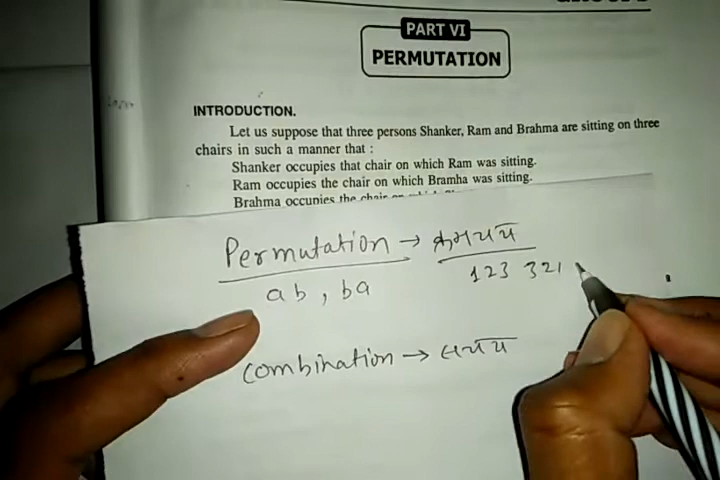 PART VI
PERMUTATION
INTRODUCTION.
Let us suppose that three persons Shanker, Ram and Brahma are sitting on three
chairs in such a manner that :
Shanker occupies that chair on which Ram was sitting.
Ram occupies the chair on which Bramha was sitting.
Brahma occupies the chair on
Permutation → क्रमचय
ab, ba
123 321
combination → संचय